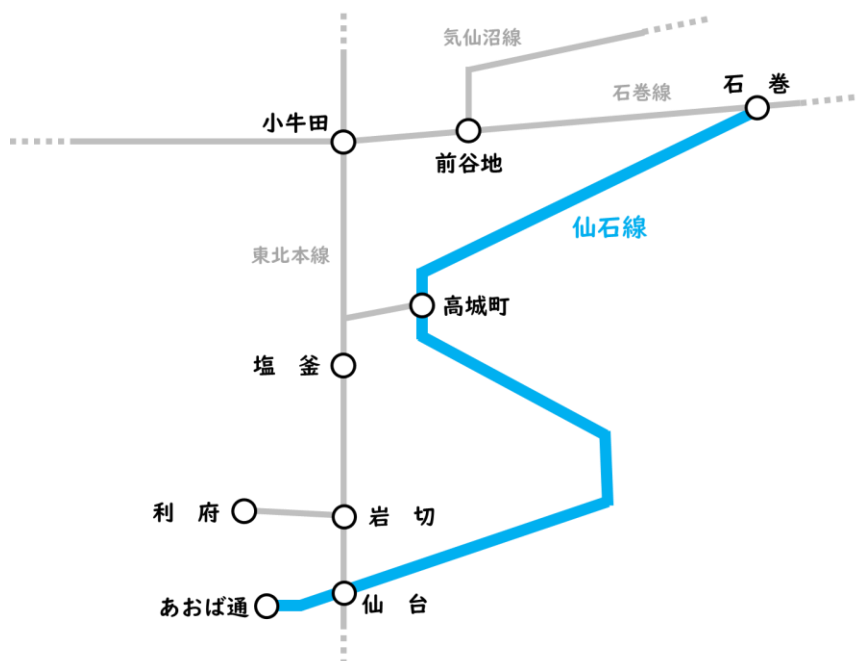 気仙沼線
石巻
石巻線
小牛田
前谷地
仙石線
東北本線
高城町
塩釜
利府
岩切
あおば通
仙台